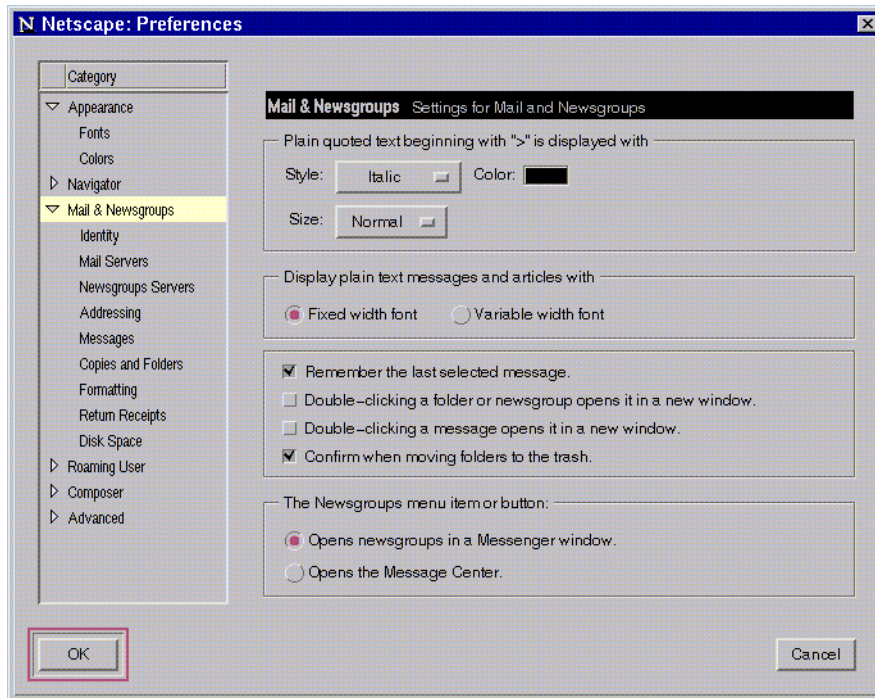 N Netscape: Preferences
Category
Appearance
Fonts
Colors
Navigator
Mail & Newsgroups
Identity
Mail Servers
Newsgroups Servers
Addressing
Messages
Copies and Folders
Formatting
Return Receipts
Disk Space
Roaming User
Composer
Advanced
Mail & Newsgroups Settings for Mail and Newsgroups
Plain quoted text beginning with ">" is displayed with
Style: Italic Color:
Size: Normal
Display plain text messages and articles with
Fixed width font Variable width font
Remember the last selected message.
Double-clicking a folder or newsgroup opens it in a new window.
Double-clicking a message opens it in a new window.
Confirm when moving folders to the trash.
The Newsgroups menu item or button:
Opens newsgroups in a Messenger window.
Opens the Message Center.
OK Cancel